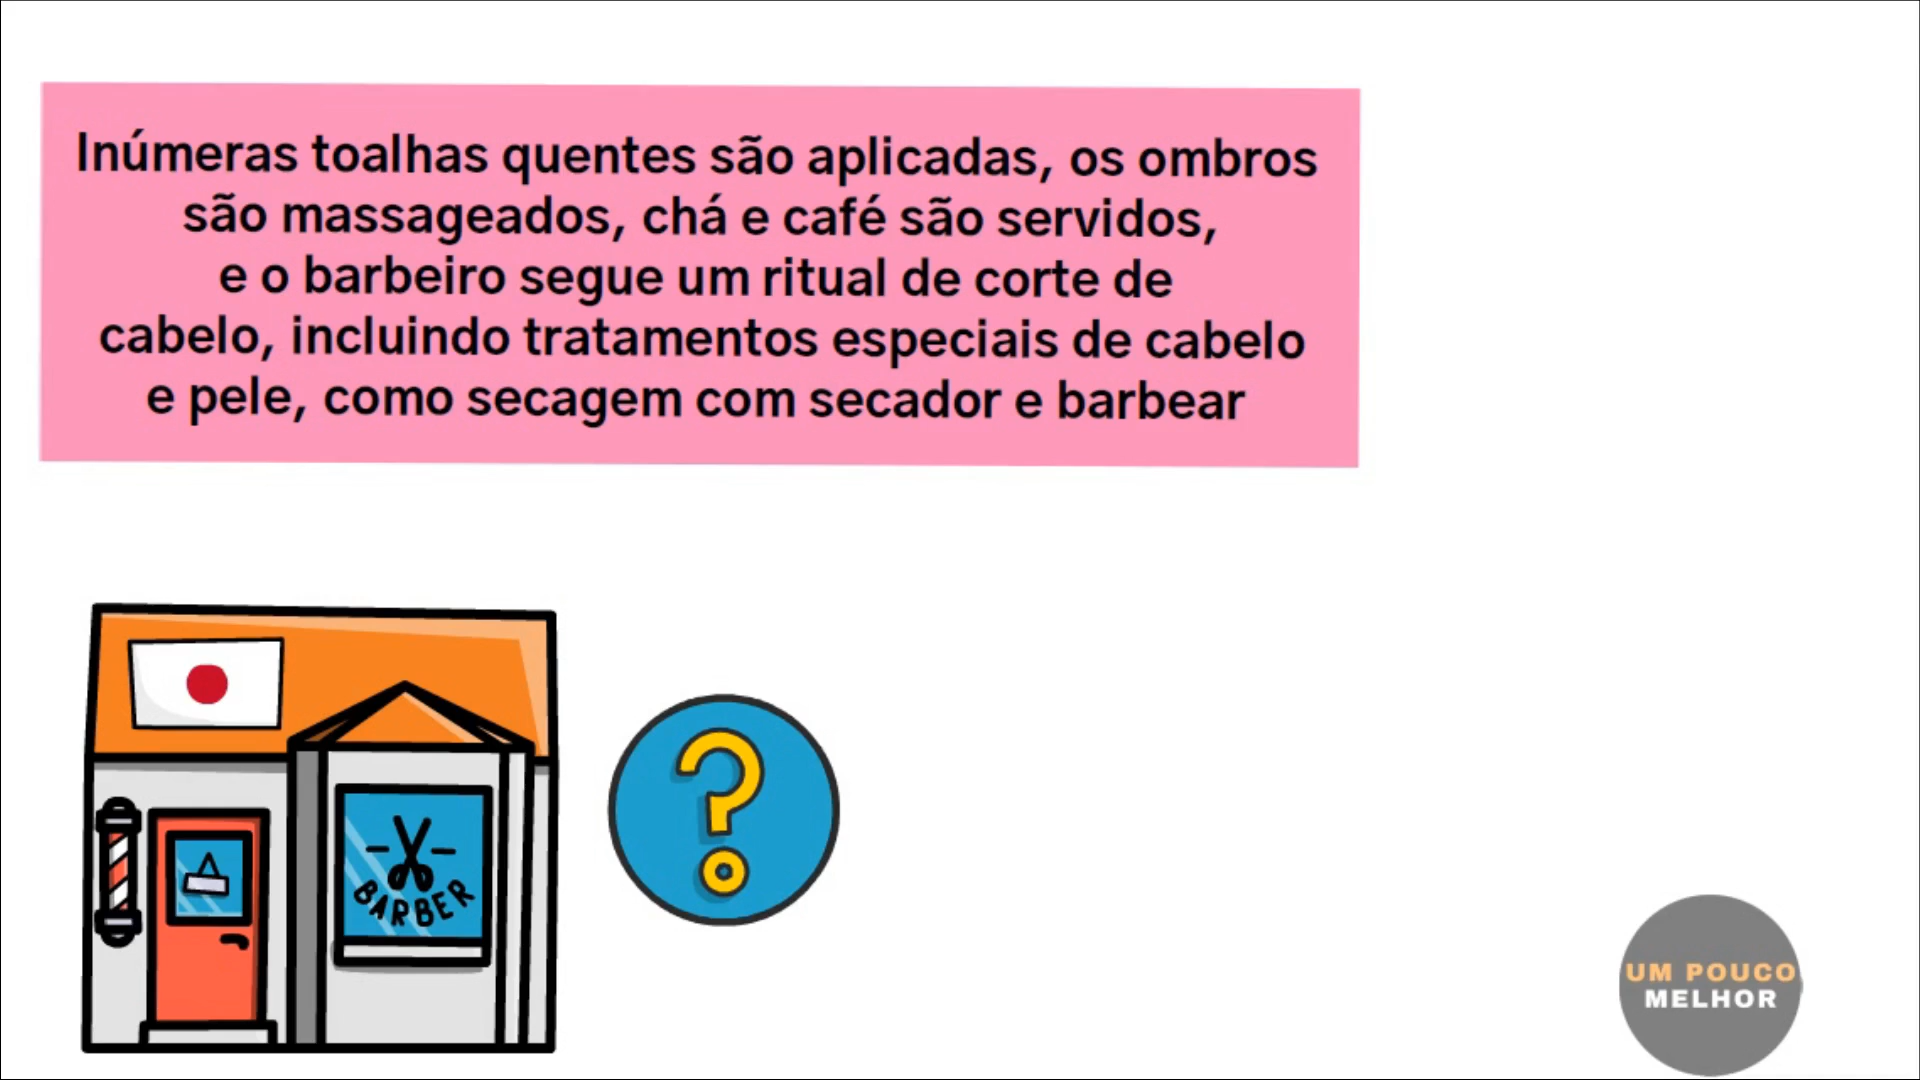 Inúmeras toalhas quentes são aplicadas, os ombros
são massageados, chá e café são servidos,
e o barbeiro segue um ritual de corte de
cabelo, incluindo tratamentos especiais de cabelo
e pele, como secagem com secador e barbear
BARBER
UM POUCO
MELHOR